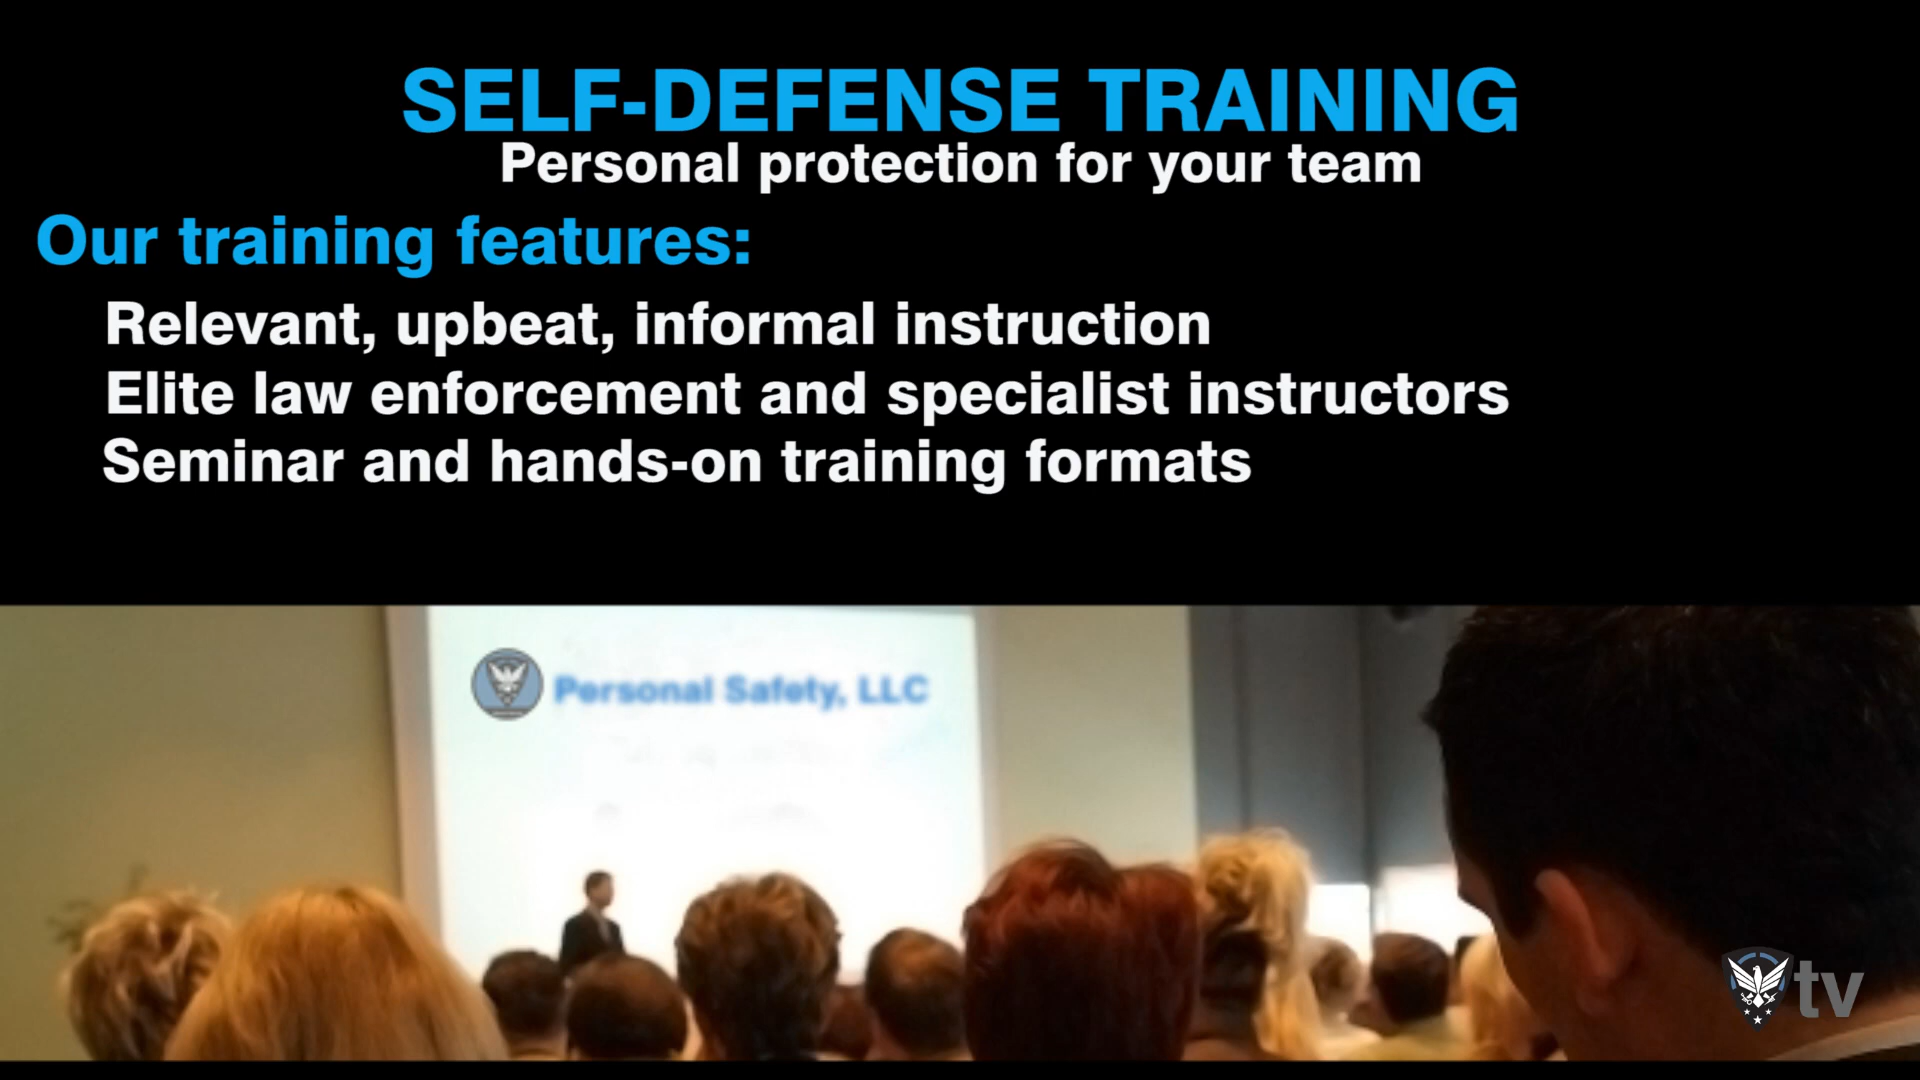 SELF-DEFENSE TRAINING
Personal protection for your team
Our training features:
Relevant, upbeat, informal instruction
Elite law enforcement and specialist instructors
Seminar and hands-on training formats
Personal Safety, LLC
tv